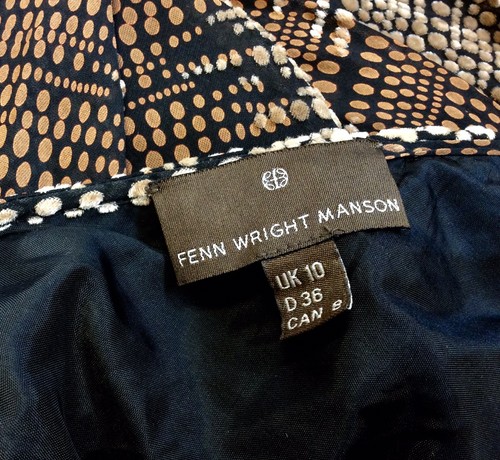 FENN WRIGHT MANSON
UK 10
D 36
CAN 8